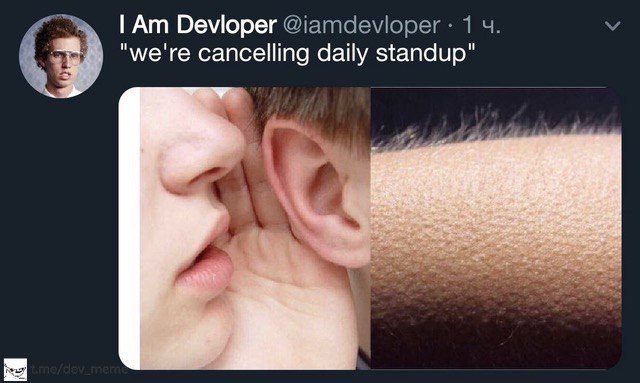 I Am Devloper @iamdevloper · 1 ч.
"we're cancelling daily standup"
t.me/dev_meme